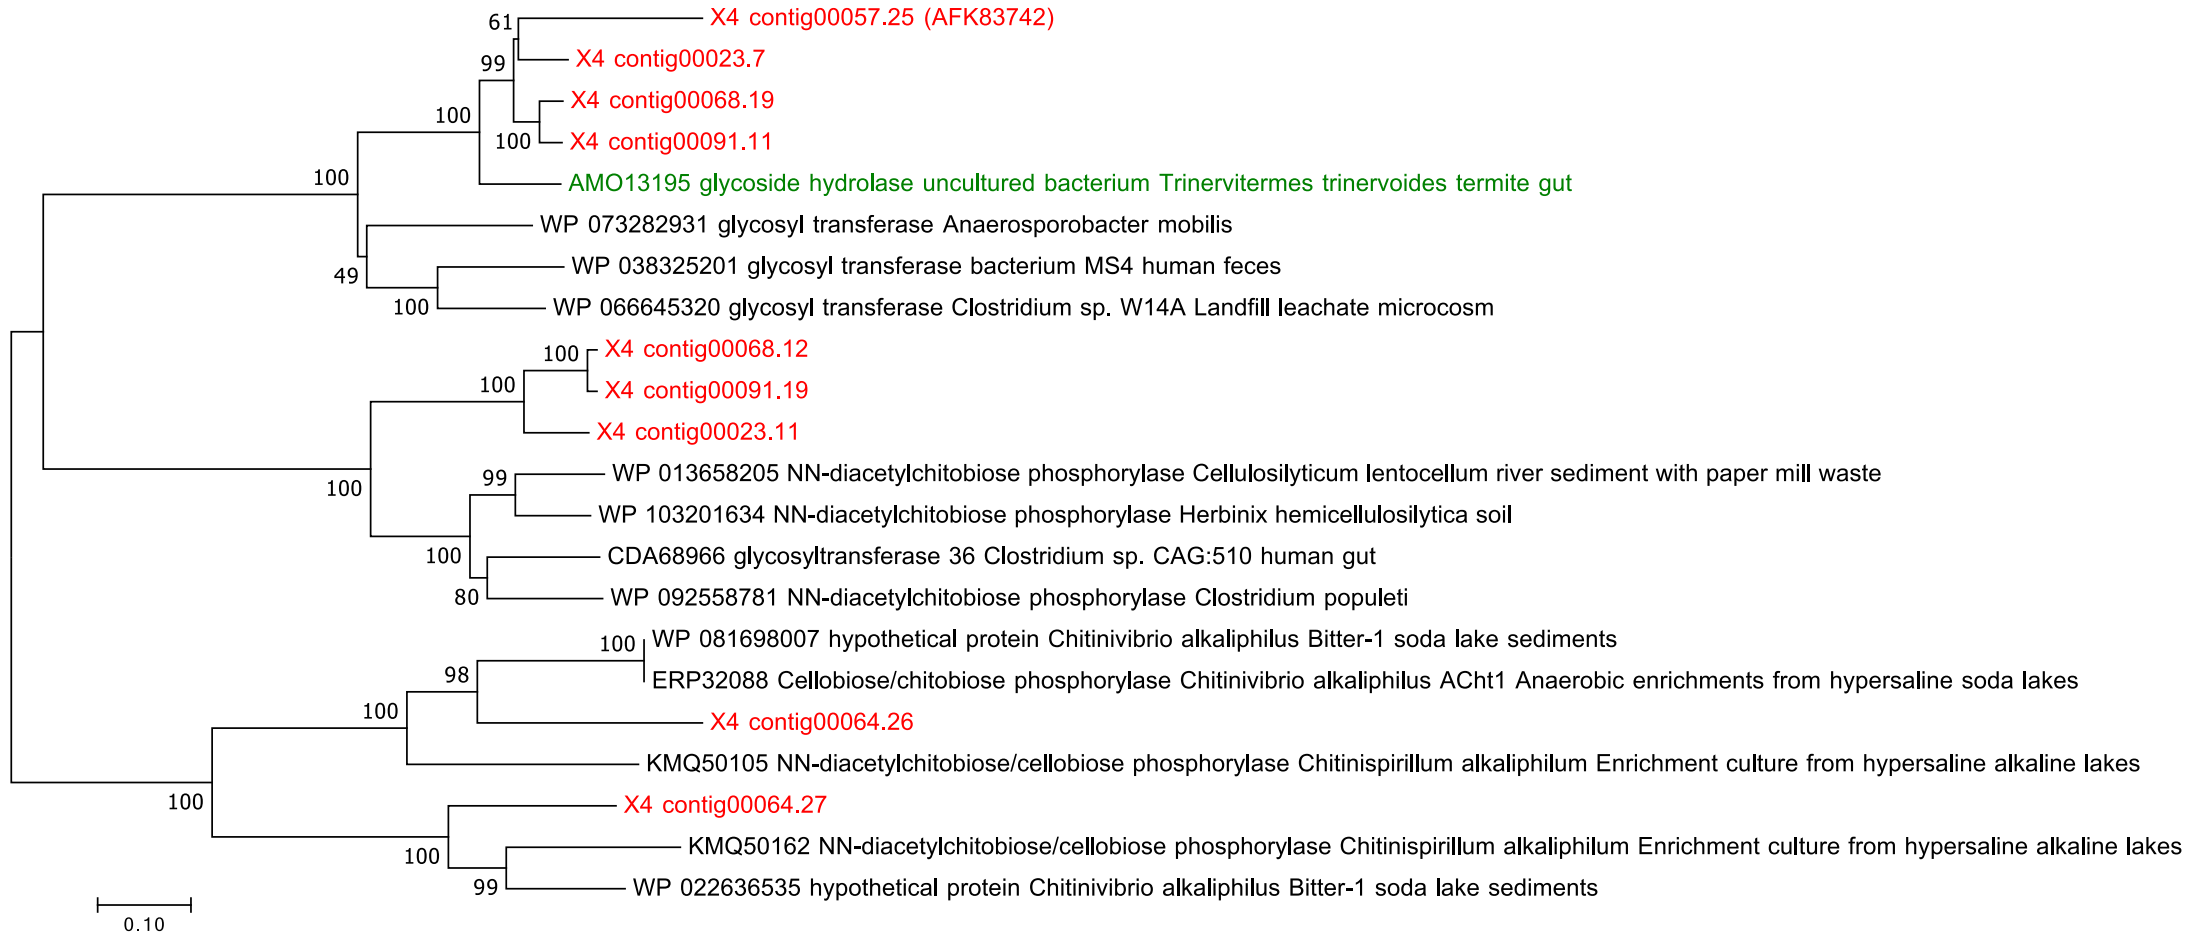 61
X4 contig00057.25 (AFK83742)
99
X4 contig00023.7
X4 contig00068.19
100
100
X4 contig00091.11
100
AMO13195 glycoside hydrolase uncultured bacterium Trinervitermes trinervoides termite gut
WP 073282931 glycosyl transferase Anaerosporobacter mobilis
49
WP 038325201 glycosyl transferase bacterium MS4 human feces
100
WP 066645320 glycosyl transferase Clostridium sp. W14A Landfill leachate microcosm
100
X4 contig00068.12
100
X4 contig00091.19
X4 contig00023.11
100
99
WP 013658205 NN-diacetylchitobiose phosphorylase Cellulosilyticum lentocellum river sediment with paper mill waste
WP 103201634 NN-diacetylchitobiose phosphorylase Herbinix hemicellulosilytica soil
100
CDA68966 glycosyltransferase 36 Clostridium sp. CAG:510 human gut
80
WP 092558781 NN-diacetylchitobiose phosphorylase Clostridium populeti
100
WP 081698007 hypothetical protein Chitinivibrio alkaliphilus Bitter-1 soda lake sediments
98
ERP32088 Cellobiose/chitobiose phosphorylase Chitinivibrio alkaliphilus ACht1 Anaerobic enrichments from hypersaline soda lakes
100
X4 contig00064.26
KMQ50105 NN-diacetylchitobiose/cellobiose phosphorylase Chitinispirillum alkaliphilum Enrichment culture from hypersaline alkaline lakes
100
X4 contig00064.27
100
KMQ50162 NN-diacetylchitobiose/cellobiose phosphorylase Chitinispirillum alkaliphilum Enrichment culture from hypersaline alkaline lakes
99
WP 022636535 hypothetical protein Chitinivibrio alkaliphilus Bitter-1 soda lake sediments
0.10